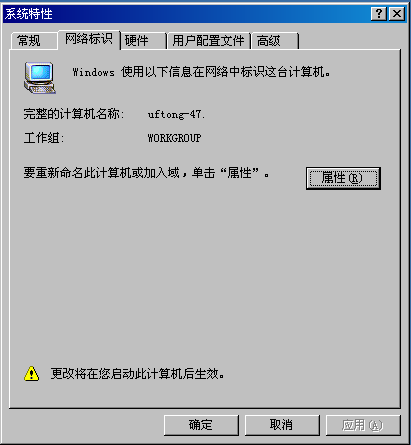 系统特性
常规 网络标识 硬件 用户配置文件 高级
Windows 使用以下信息在网络中标识这台计算机。
完整的计算机名称: uftong-47.
工作组: WORKGROUP
要重新命名此计算机或加入域,单击“属性”。 属性(R)
更改将在您启动此计算机后生效。
确定 取消 应用(A)